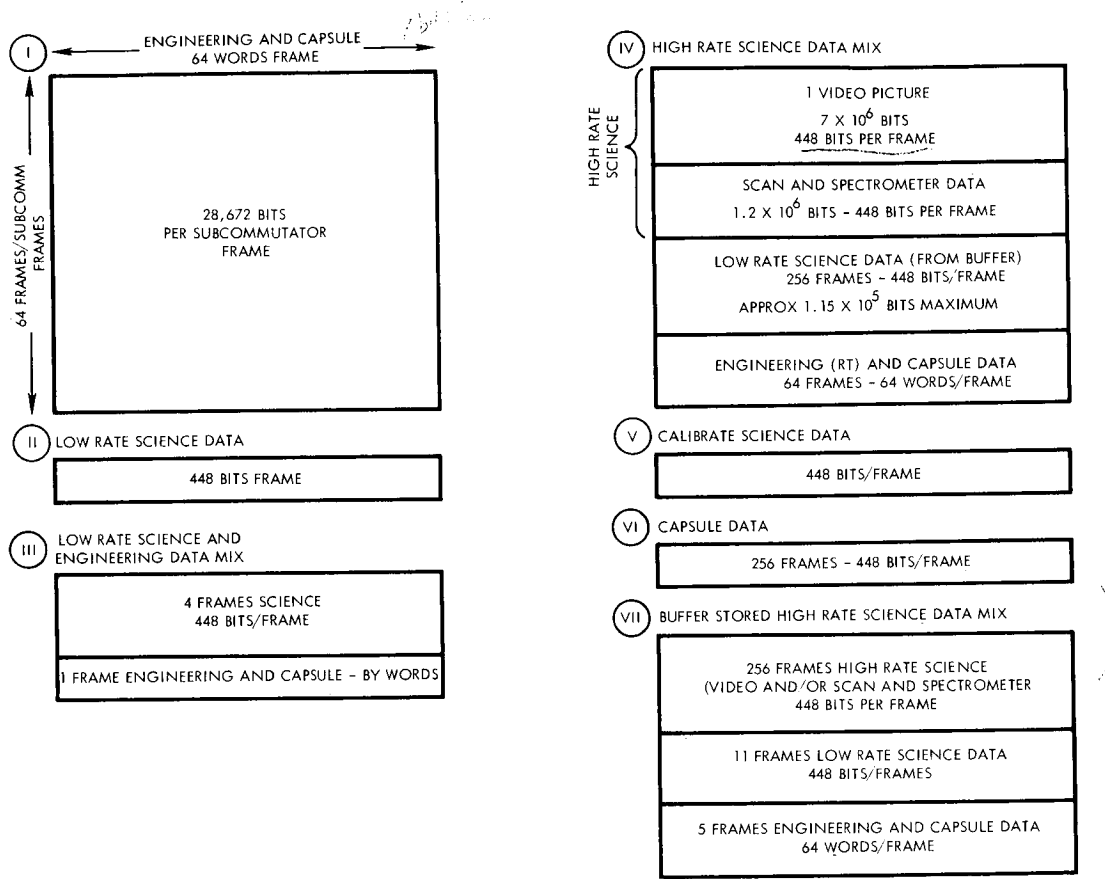 I
ENGINEERING AND CAPSULE
64 WORDS FRAME
64 FRAMES/SUBCOMM
FRAMES
28,672 BITS
PER SUBCOMMUTATOR
FRAME
II LOW RATE SCIENCE DATA
448 BITS FRAME
III LOW RATE SCIENCE AND
ENGINEERING DATA MIX
4 FRAMES SCIENCE
448 BITS/FRAME
1 FRAME ENGINEERING AND CAPSULE - BY WORDS
IV HIGH RATE SCIENCE DATA MIX
HIGH RATE
SCIENCE
1 VIDEO PICTURE
7 X 10^6 BITS
448 BITS PER FRAME
SCAN AND SPECTROMETER DATA
1.2 X 10^6 BITS - 448 BITS PER FRAME
LOW RATE SCIENCE DATA (FROM BUFFER)
256 FRAMES - 448 BITS/FRAME
APPROX 1.15 X 10^5 BITS MAXIMUM
ENGINEERING (RT) AND CAPSULE DATA
64 FRAMES - 64 WORDS/FRAME
V CALIBRATE SCIENCE DATA
448 BITS/FRAME
VI CAPSULE DATA
256 FRAMES - 448 BITS/FRAME
VII BUFFER STORED HIGH RATE SCIENCE DATA MIX
256 FRAMES HIGH RATE SCIENCE
(VIDEO AND/OR SCAN AND SPECTROMETER
448 BITS PER FRAME
11 FRAMES LOW RATE SCIENCE DATA
448 BITS/FRAMES
5 FRAMES ENGINEERING AND CAPSULE DATA
64 WORDS/FRAME